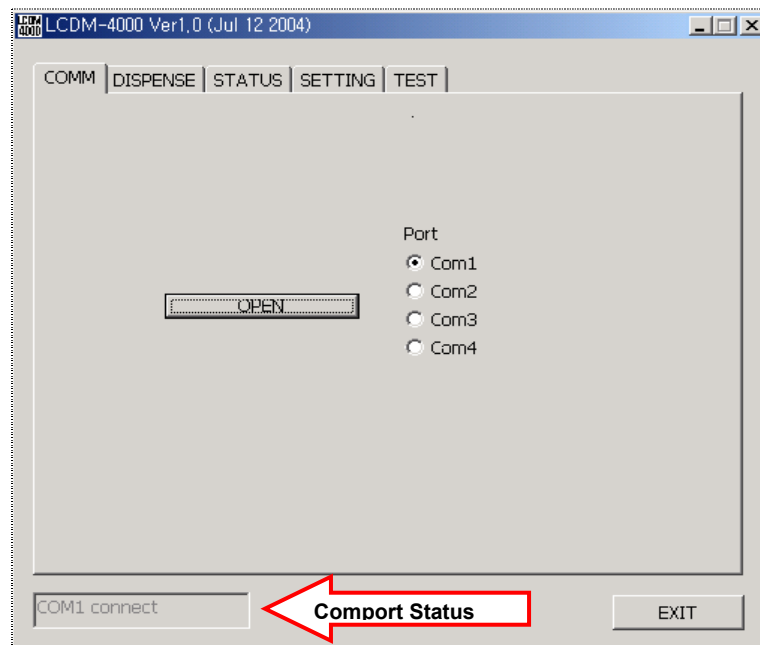 LCDM-4000 Ver1.0 (Jul 12 2004)
COMM DISPENSE STATUS SETTING TEST
Port
Com1
Com2
OPEN
Com3
Com4
COM1 connect
Comport Status
EXIT